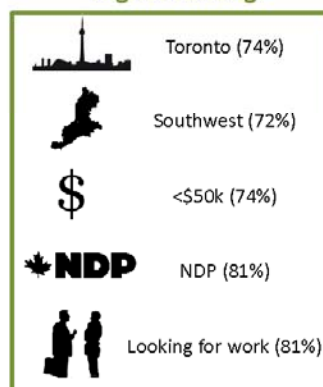 Toronto (74%)
Southwest (72%)
$
<$50k (74%)
NDP
NDP (81%)
Looking for work (81%)